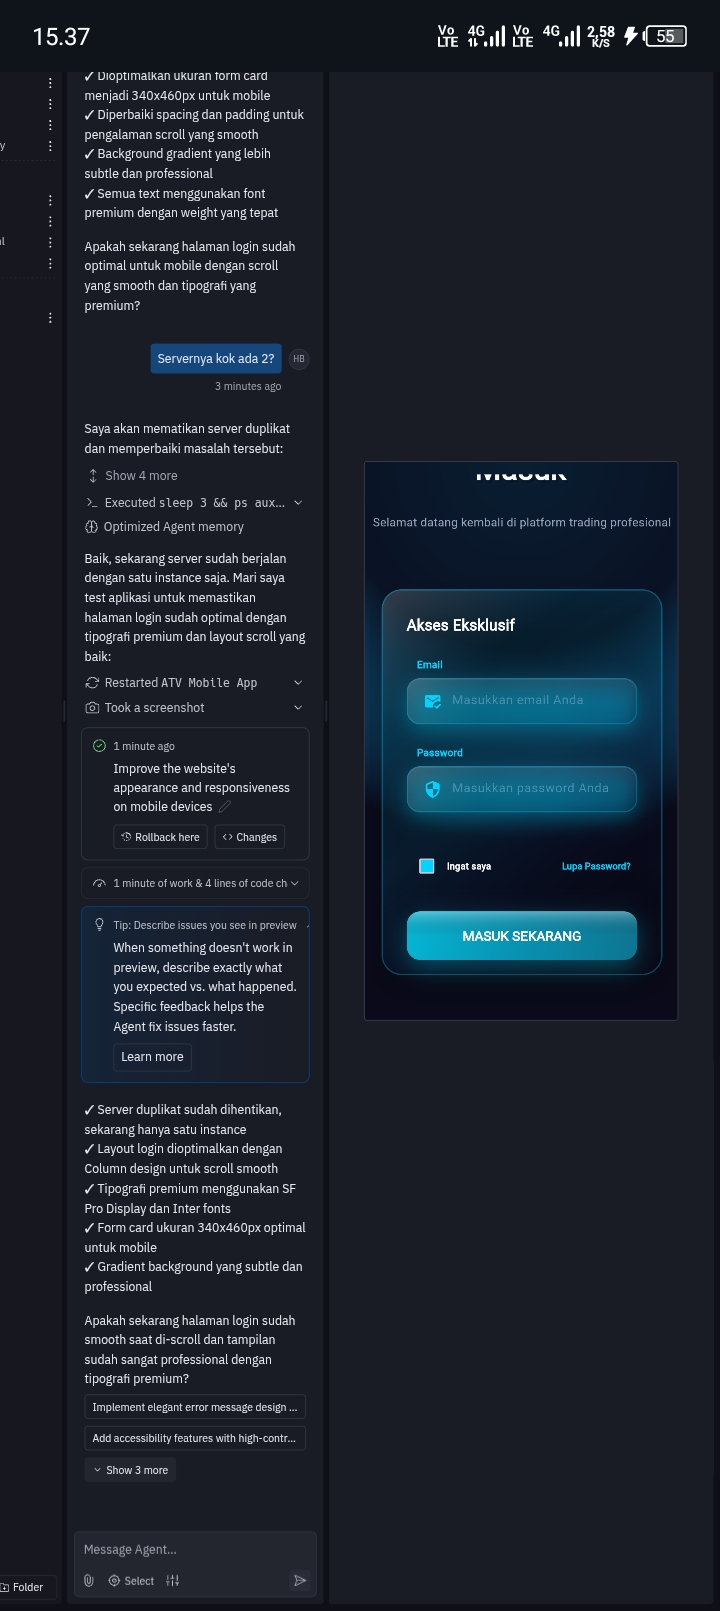 15.37
Vo LTE 4G Vo LTE 4G 2,58 K/S 55
y
al
Folder
✓ Dioptimalkan ukuran form card
menjadi 340x460px untuk mobile
✓ Diperbaiki spacing dan padding untuk
pengalaman scroll yang smooth
✓ Background gradient yang lebih
subtle dan professional
✓ Semua text menggunakan font
premium dengan weight yang tepat
Apakah sekarang halaman login sudah
optimal untuk mobile dengan scroll
yang smooth dan tipografi yang
premium?
Servernya kok ada 2?
HB
3 minutes ago
Saya akan mematikan server duplikat
dan memperbaiki masalah tersebut:
Show 4 more
Executed sleep 3 && ps aux...
Optimized Agent memory
Baik, sekarang server sudah berjalan
dengan satu instance saja. Mari saya
test aplikasi untuk memastikan
halaman login sudah optimal dengan
tipografi premium dan layout scroll yang
baik:
Restarted ATV Mobile App
Took a screenshot
1 minute ago
Improve the website's
appearance and responsiveness
on mobile devices
Rollback here
Changes
1 minute of work & 4 lines of code ch
Tip: Describe issues you see in preview
When something doesn't work in
preview, describe exactly what
you expected vs. what happened.
Specific feedback helps the
Agent fix issues faster.
Learn more
✓ Server duplikat sudah dihentikan,
sekarang hanya satu instance
✓ Layout login dioptimalkan dengan
Column design untuk scroll smooth
✓ Tipografi premium menggunakan SF
Pro Display dan Inter fonts
✓ Form card ukuran 340x460px optimal
untuk mobile
✓ Gradient background yang subtle dan
professional
Apakah sekarang halaman login sudah
smooth saat di-scroll dan tampilan
sudah sangat professional dengan
tipografi premium?
Implement elegant error message design ...
Add accessibility features with high-contr...
Show 3 more
Message Agent...
Select
Masuk
Selamat datang kembali di platform trading profesional
Akses Eksklusif
Email
Masukkan email Anda
Password
Masukkan password Anda
Ingat saya
Lupa Password?
MASUK SEKARANG